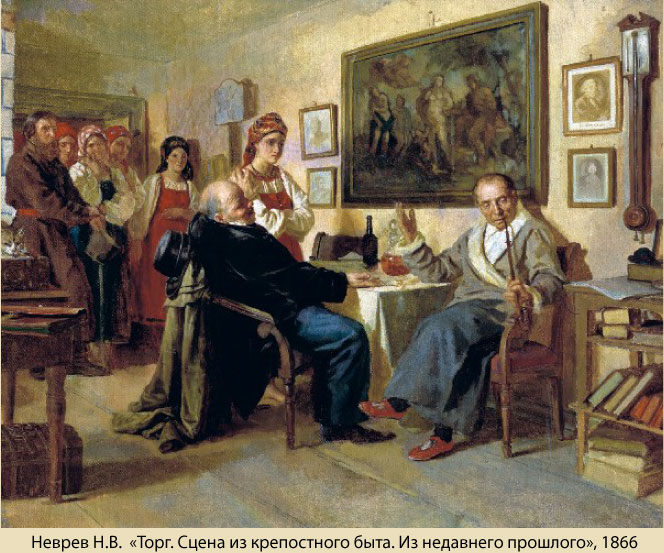 Неврев Н.В. «Торг. Сцена из крепостного быта. Из недавнего прошлого», 1866